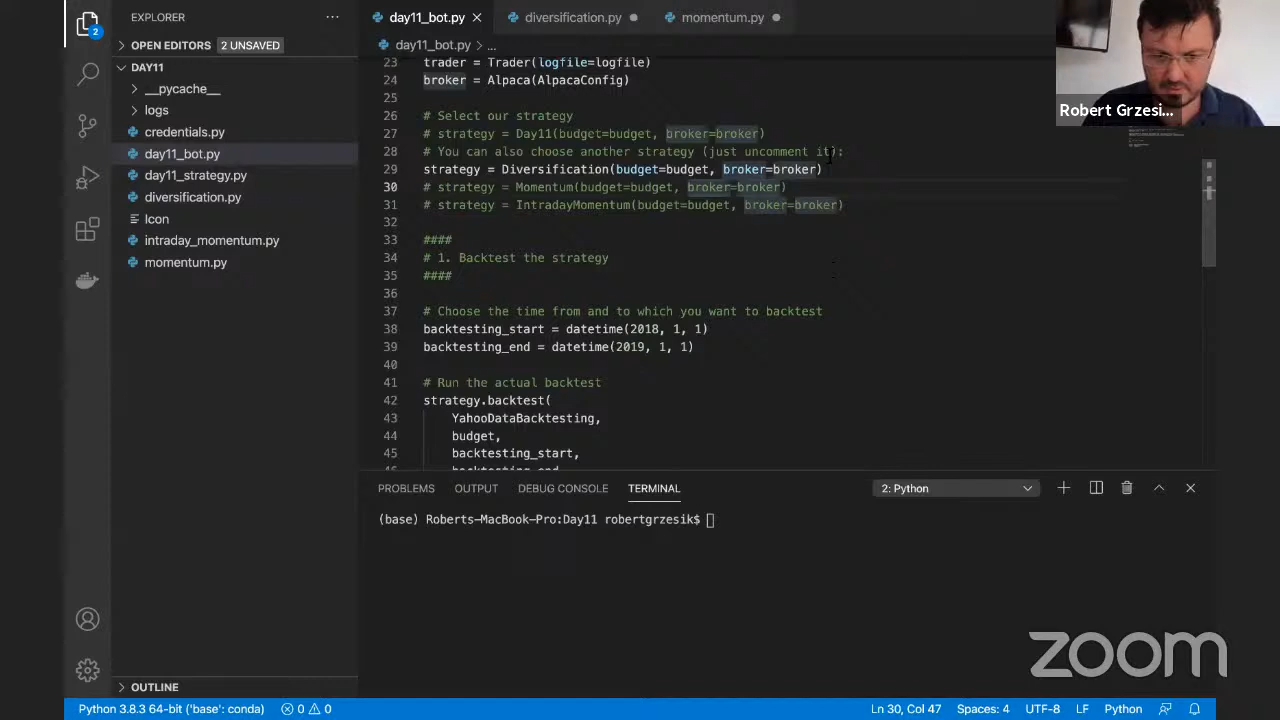 EXPLORER
2
OPEN EDITORS 2 UNSAVED
DAY11
__pycache__
logs
credentials.py
day11_bot.py
day11_strategy.py
diversification.py
Icon
intraday_momentum.py
momentum.py
OUTLINE
day11_bot.py
diversification.py
momentum.py
day11_bot.py > ...
23 trader = Trader(logfile=logfile)
24 broker = Alpaca(AlpacaConfig)
25
26 # Select our strategy
27 # strategy = Day11(budget=budget, broker=broker)
28 # You can also choose another strategy (just uncomment it):
29 strategy = Diversification(budget=budget, broker=broker)
30 # strategy = Momentum(budget=budget, broker=broker)
31 # strategy = IntradayMomentum(budget=budget, broker=broker)
32
33 ####
34 # 1. Backtest the strategy
35 ####
36
37 # Choose the time from and to which you want to backtest
38 backtesting_start = datetime(2018, 1, 1)
39 backtesting_end = datetime(2019, 1, 1)
40
41 # Run the actual backtest
42 strategy.backtest(
43 YahooDataBacktesting,
44 budget,
45 backtesting_start,
Robert Grzesi...
PROBLEMS OUTPUT DEBUG CONSOLE TERMINAL 2: Python
(base) Roberts-MacBook-Pro:Day11 robertgrzesik$
zoom
Python 3.8.3 64-bit ('base': conda) 0 0 Ln 30, Col 47 Spaces: 4 UTF-8 LF Python